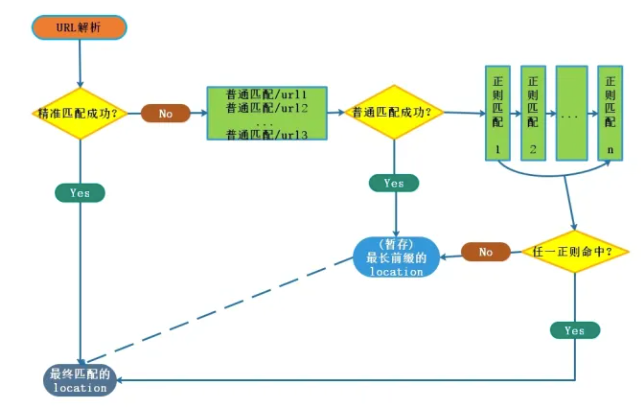 URL解析
精准匹配成功?
No
普通匹配/url1
普通匹配/url2
...
普通匹配/url3
普通匹配成功?
正则匹配 1
正则匹配 2
...
正则匹配 n
Yes
Yes
(暂存)
最长前缀的
location
No
任一正则命中?
Yes
最终匹配的
location